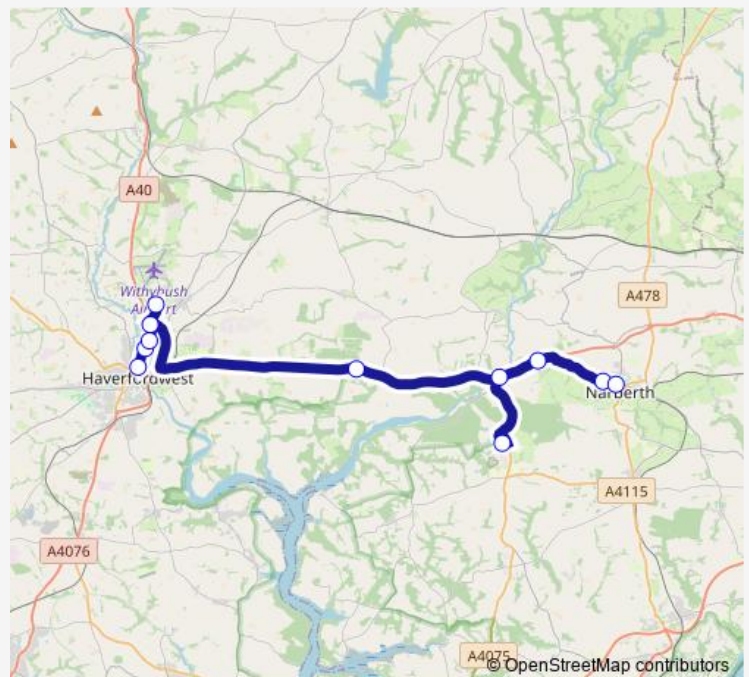 A40
Withybush
Airport
A478
Haverfordwest
Narberth
A4115
A4076
A4075
© OpenStreetMap contributors